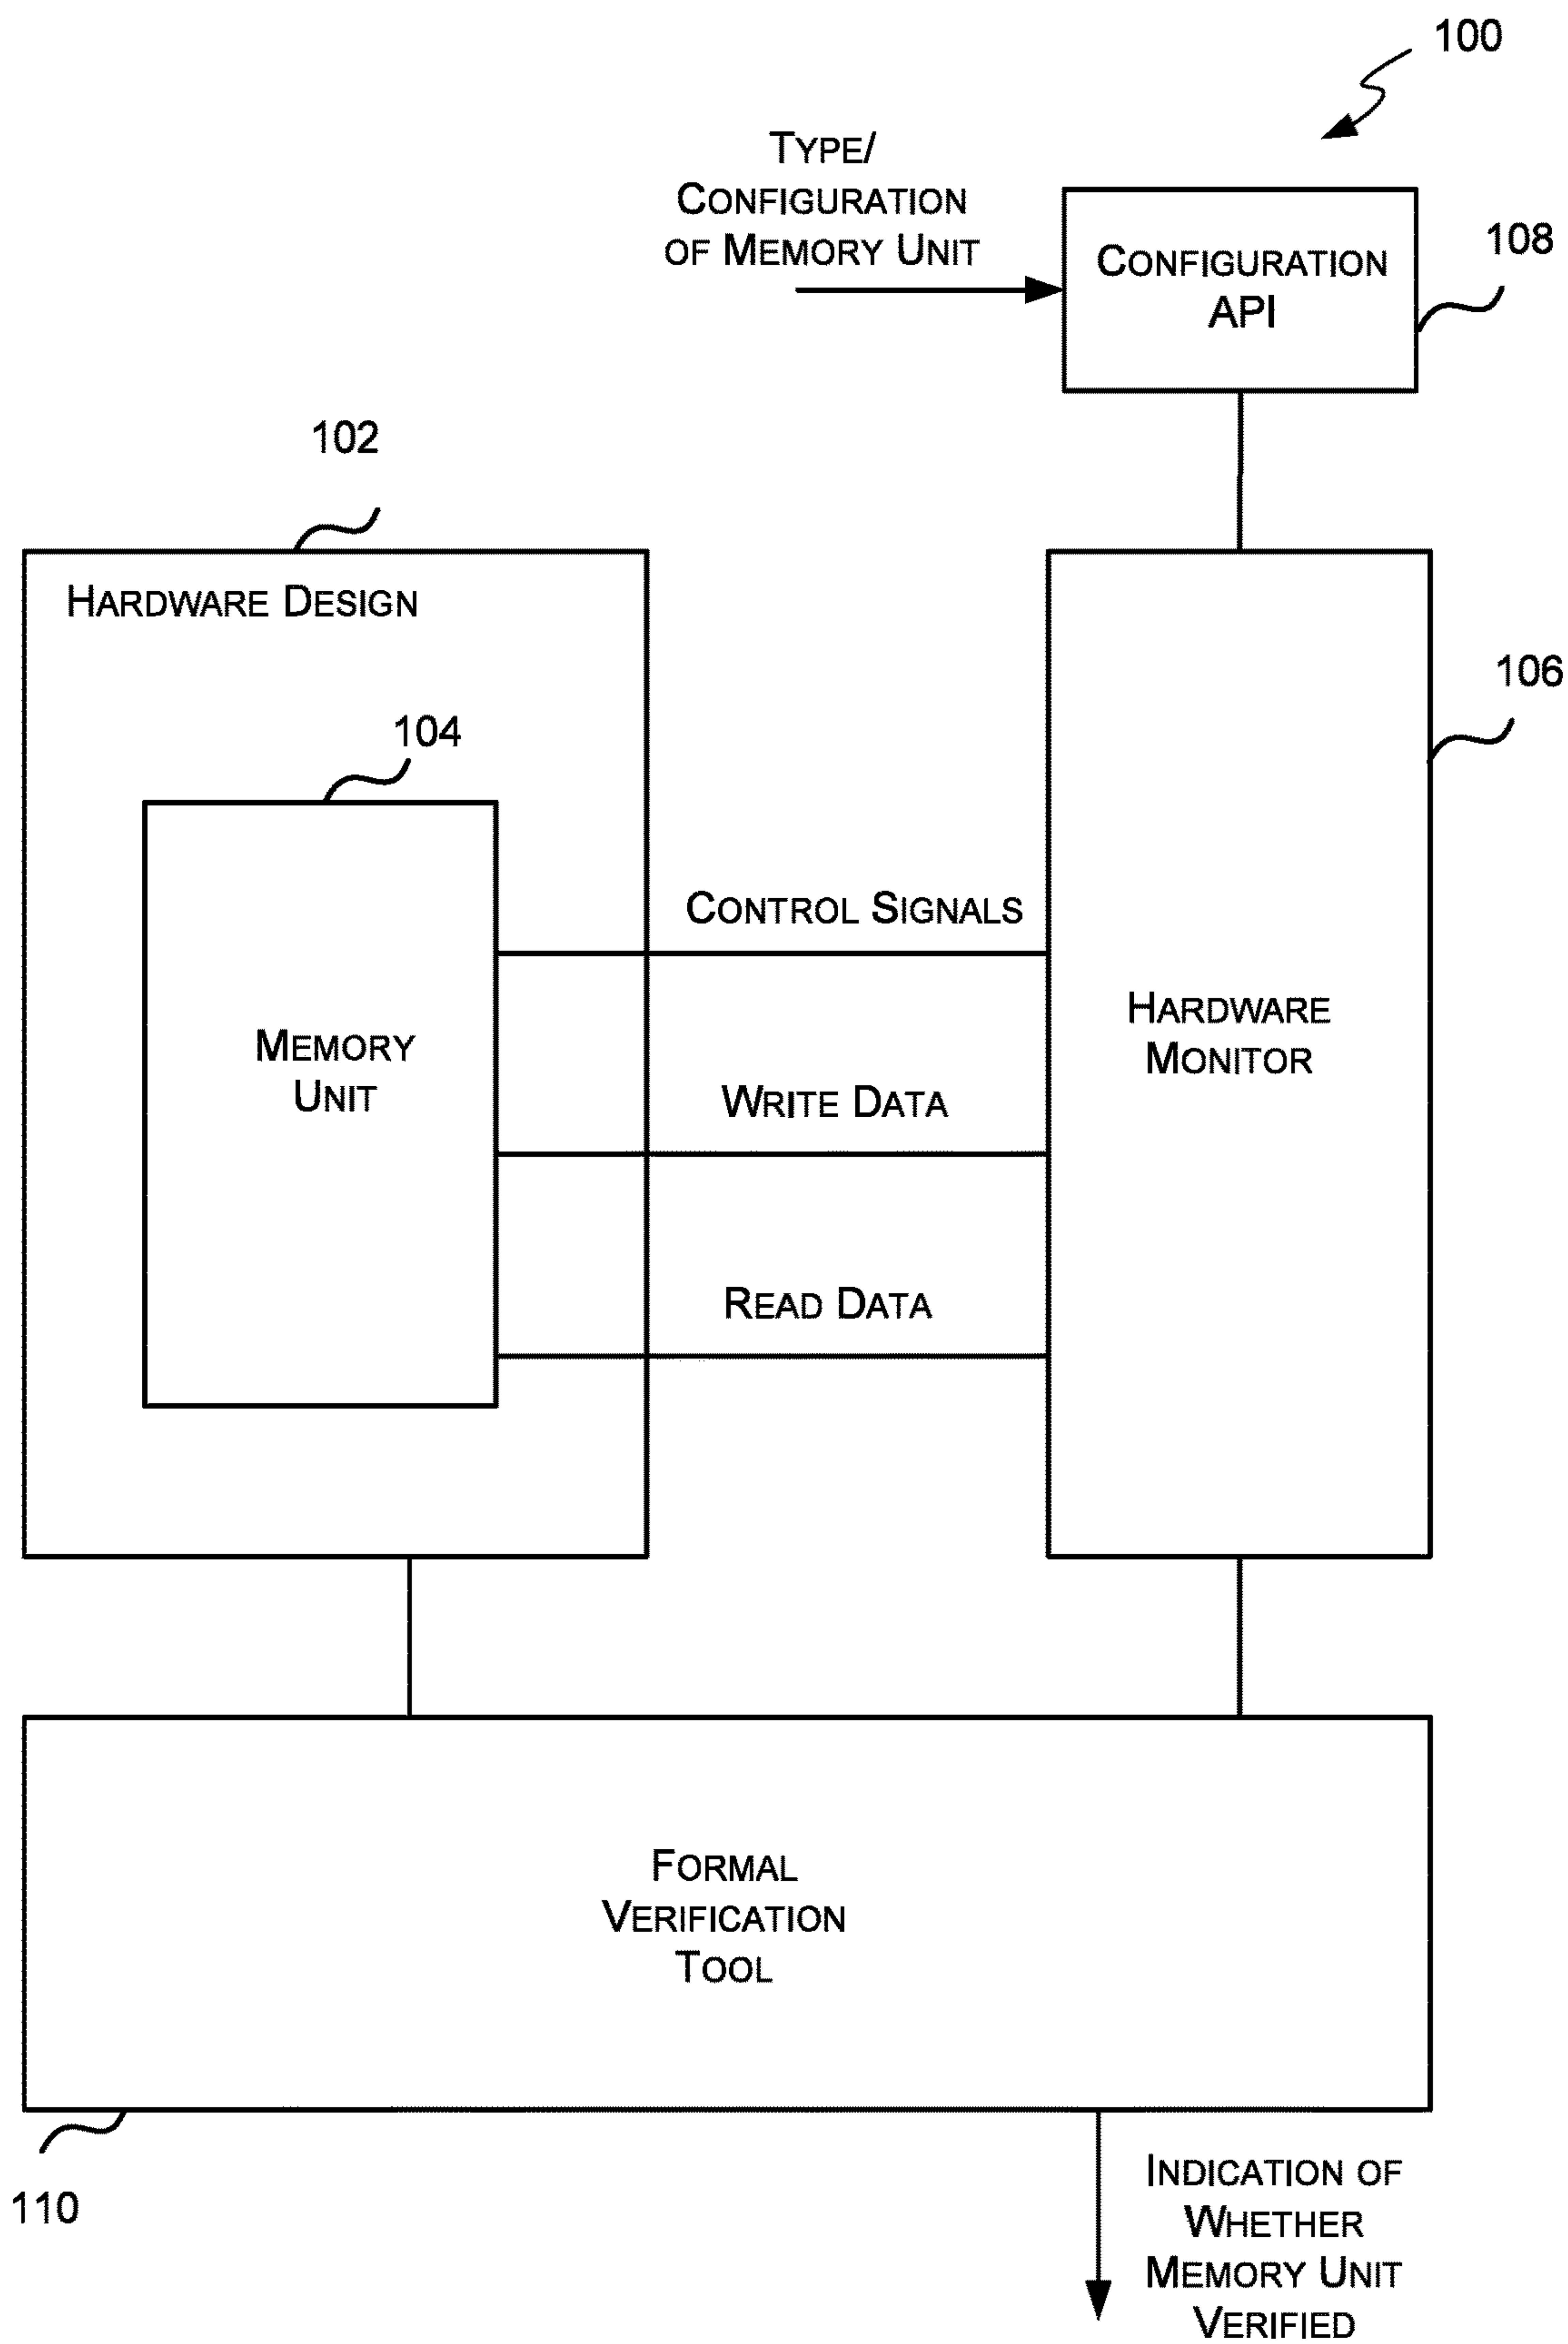 100
TYPE/
CONFIGURATION
OF MEMORY UNIT
CONFIGURATION
API
108
102
HARDWARE DESIGN
106
104
CONTROL SIGNALS
HARDWARE
MONITOR
MEMORY
UNIT
WRITE DATA
READ DATA
FORMAL
VERIFICATION
TOOL
110
INDICATION OF
WHETHER
MEMORY UNIT
VERIFIED